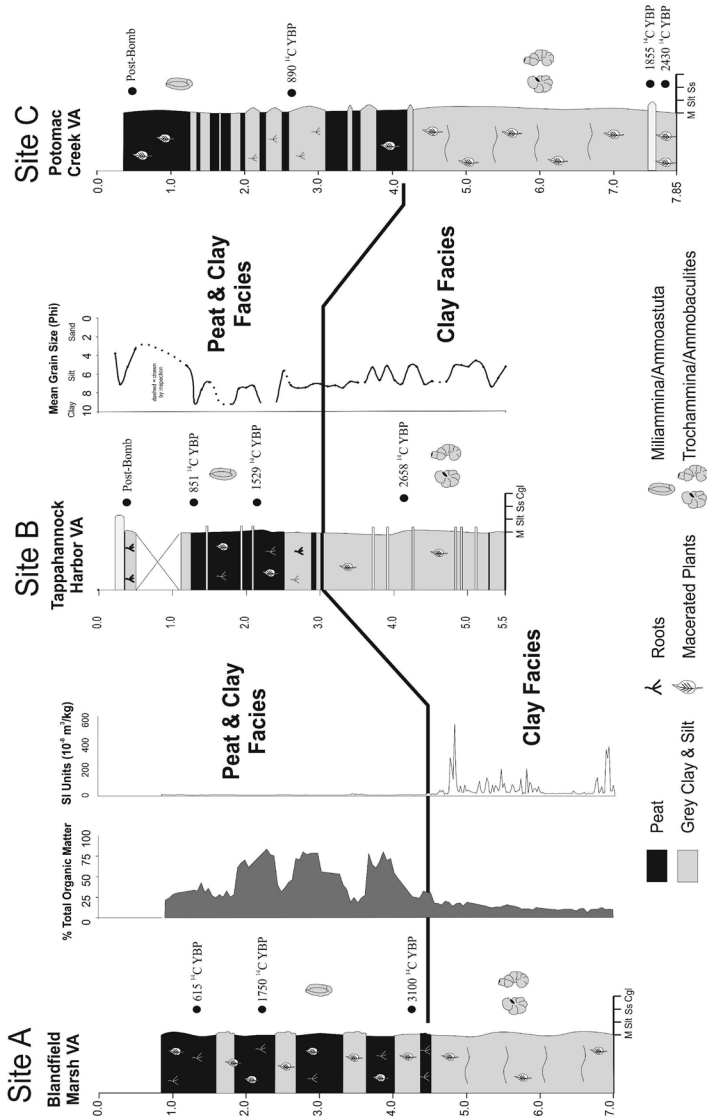 Site A
Blandfield
Marsh VA
0.0
1.0
2.0
3.0
4.0
5.0
6.0
7.0
615 ¹⁴C YBP
1750 ¹⁴C YBP
3100 ¹⁴C YBP
M Slt Ss Cgl
% Total Organic Matter
0 25 50 75 100
SI Units (10⁻⁸ m³/kg)
0 200 400 600
Peat & Clay
Facies
Clay Facies
Site B
Tappahannock
Harbor VA
0.0
1.0
2.0
3.0
4.0
5.0
5.5
Post-Bomb
851 ¹⁴C YBP
1529 ¹⁴C YBP
2658 ¹⁴C YBP
M Slt Ss Cgl
Mean Grain Size (Phi)
Clay Silt Sand
10 8 6 4 2 0
dashed = drawn
by inspection
Peat & Clay
Facies
Clay Facies
Site C
Potomac
Creek VA
0.0
1.0
2.0
3.0
4.0
5.0
6.0
7.0
7.85
Post-Bomb
890 ¹⁴C YBP
1855 ¹⁴C YBP
2430 ¹⁴C YBP
M Slt Ss
Peat
Roots
Miliammina/Ammoastuta
Grey Clay & Silt
Macerated Plants
Trochammina/Ammobaculites